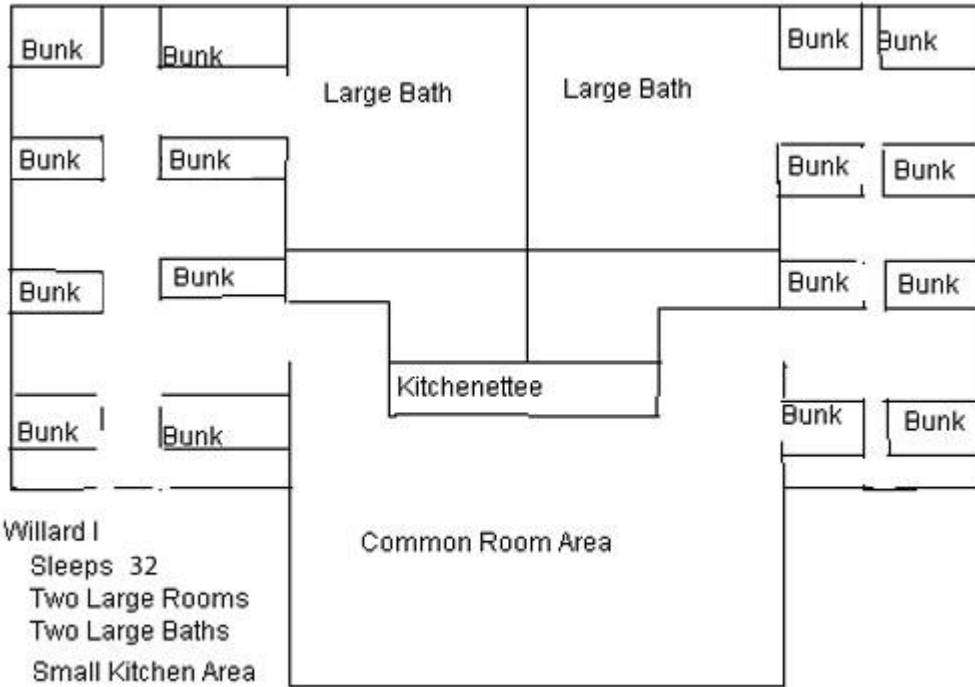 Bunk Bunk Bunk Bunk
Large Bath Large Bath
Bunk Bunk Bunk Bunk
Bunk Bunk Bunk Bunk
Kitchenettee
Bunk Bunk Bunk Bunk
Common Room Area
Willard I
Sleeps 32
Two Large Rooms
Two Large Baths
Small Kitchen Area